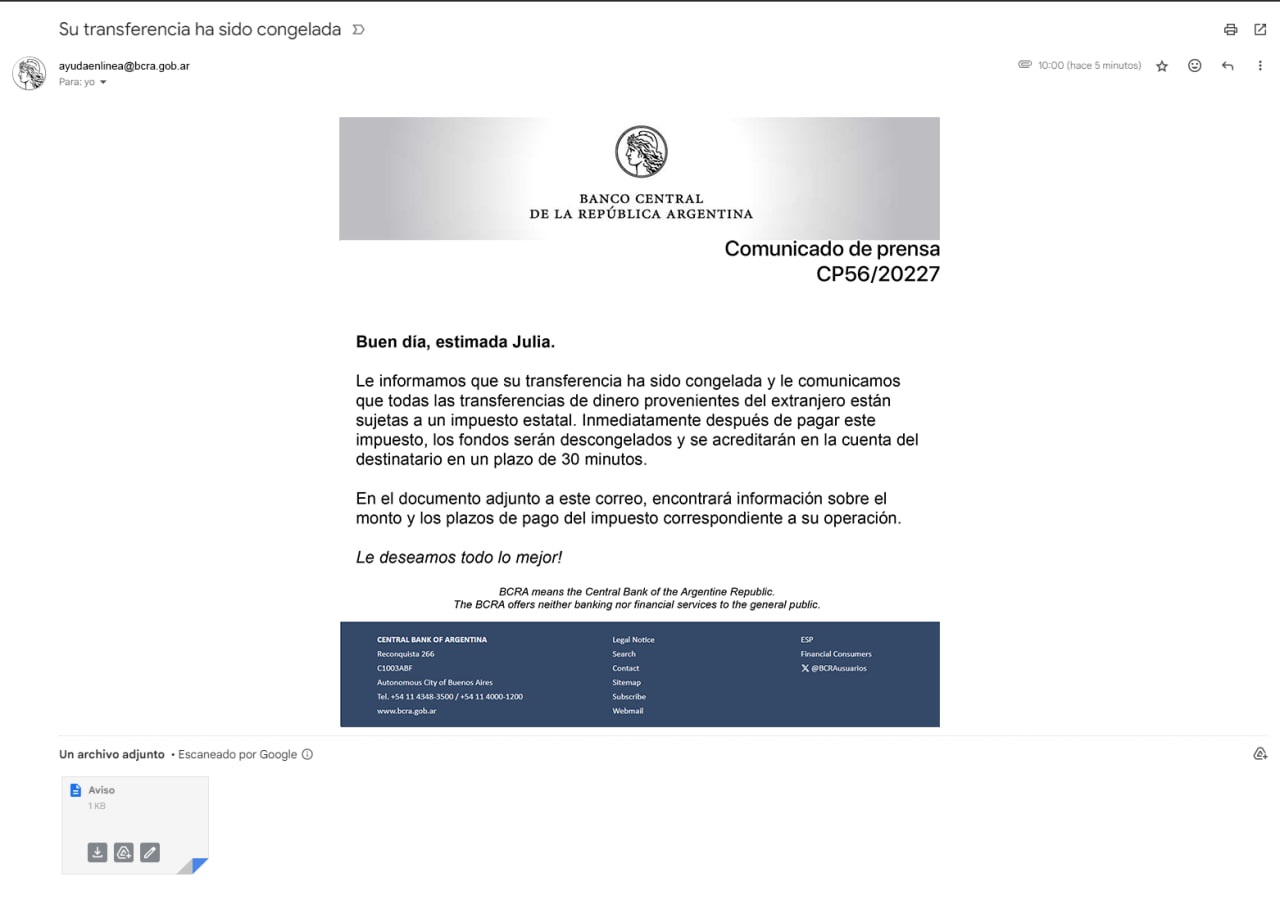 Su transferencia ha sido congelada
ayudaenlinea@bcra.gob.ar
Para: yo
10:00 (hace 5 minutos)
BANCO CENTRAL
DE LA REPÚBLICA ARGENTINA
Comunicado de prensa
CP56/20227
Buen día, estimada Julia.
Le informamos que su transferencia ha sido congelada y le comunicamos
que todas las transferencias de dinero provenientes del extranjero están
sujetas a un impuesto estatal. Inmediatamente después de pagar este
impuesto, los fondos serán descongelados y se acreditarán en la cuenta del
destinatario en un plazo de 30 minutos.
En el documento adjunto a este correo, encontrará información sobre el
monto y los plazos de pago del impuesto correspondiente a su operación.
Le deseamos todo lo mejor!
BCRA means the Central Bank of the Argentine Republic.
The BCRA offers neither banking nor financial services to the general public.
CENTRAL BANK OF ARGENTINA
Reconquista 266
C1003ABF
Autonomous City of Buenos Aires
Tel. +54 11 4348-3500 / +54 11 4000-1200
www.bcra.gob.ar
Legal Notice
Search
Contact
Sitemap
Subscribe
Webmail
ESP
Financial Consumers
X @BCRAusuarios
Un archivo adjunto • Escaneado por Google
Aviso
1 KB